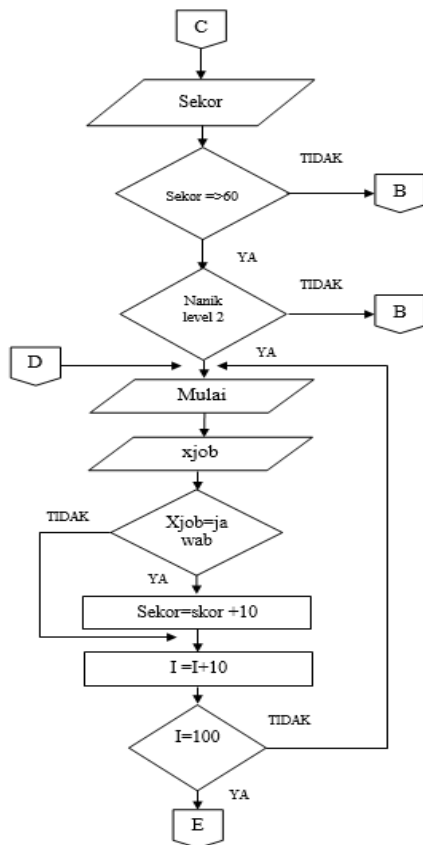 C
Sekor
TIDAK
Sekor =>60
B
YA
TIDAK
Nanik
level 2
B
YA
D
Mulai
xjob
TIDAK
Xjob=ja
wab
YA
Sekor=skor +10
I =I+10
TIDAK
I=100
YA
E